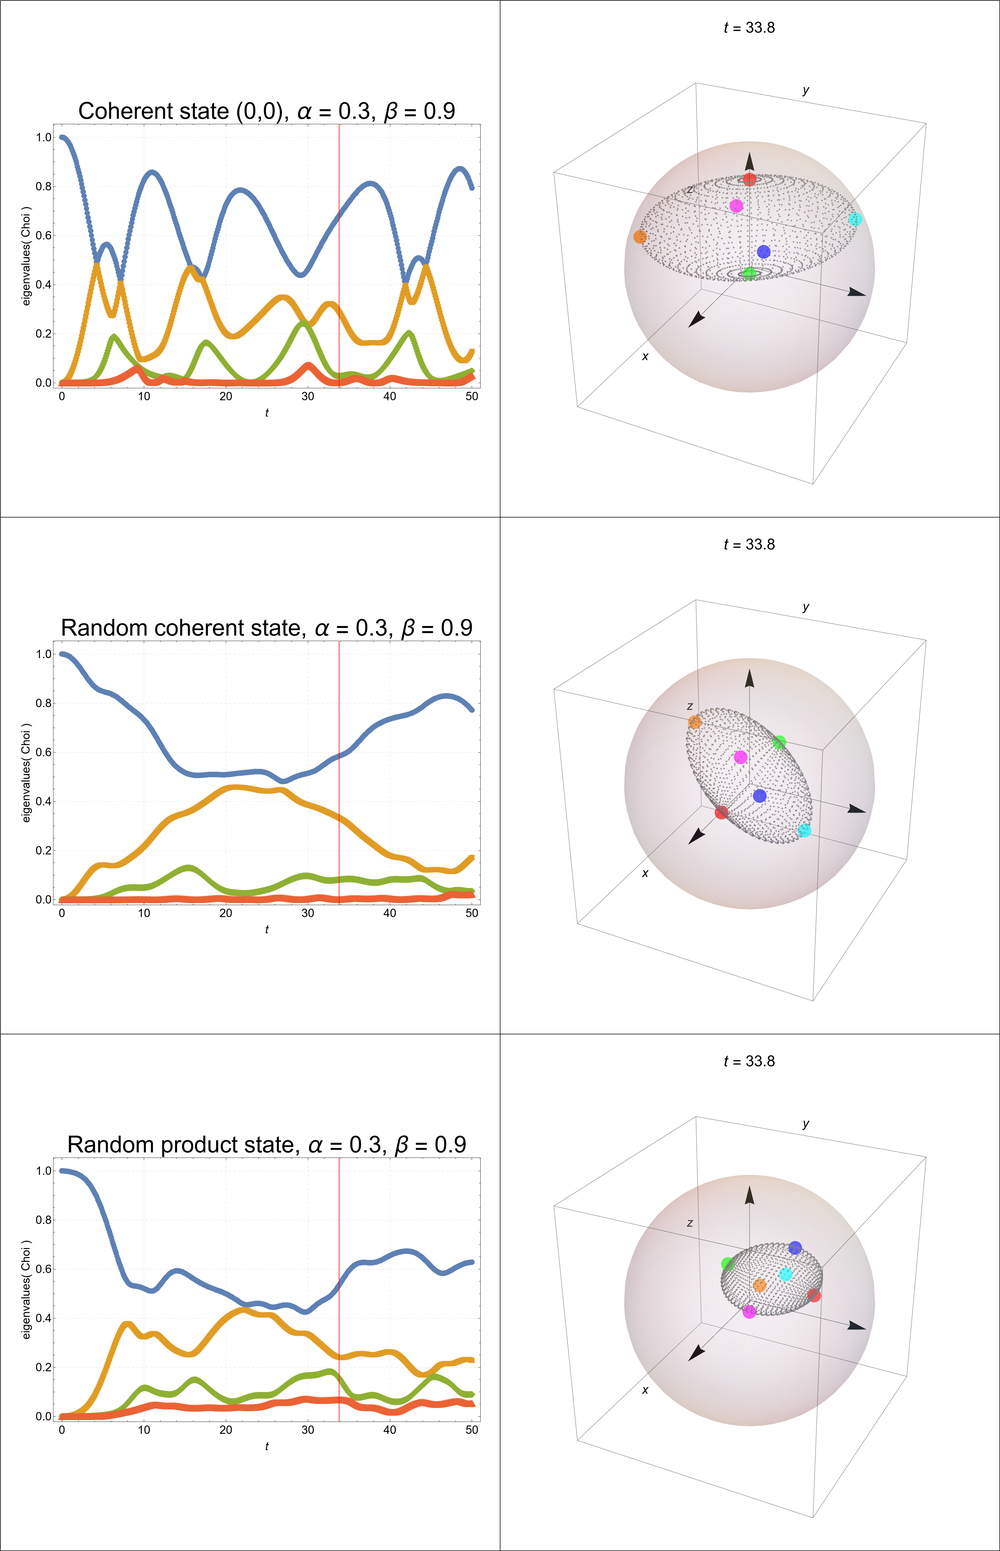 t = 33.8
Coherent state (0,0), α = 0.3, β = 0.9
eigenvalues( Choi )
1.0
0.8
0.6
0.4
0.2
0.0
0 10 20 30 40 50
t
y
z
x
t = 33.8
Random coherent state, α = 0.3, β = 0.9
eigenvalues( Choi )
1.0
0.8
0.6
0.4
0.2
0.0
0 10 20 30 40 50
t
y
z
x
t = 33.8
Random product state, α = 0.3, β = 0.9
eigenvalues( Choi )
1.0
0.8
0.6
0.4
0.2
0.0
0 10 20 30 40 50
t
y
z
x